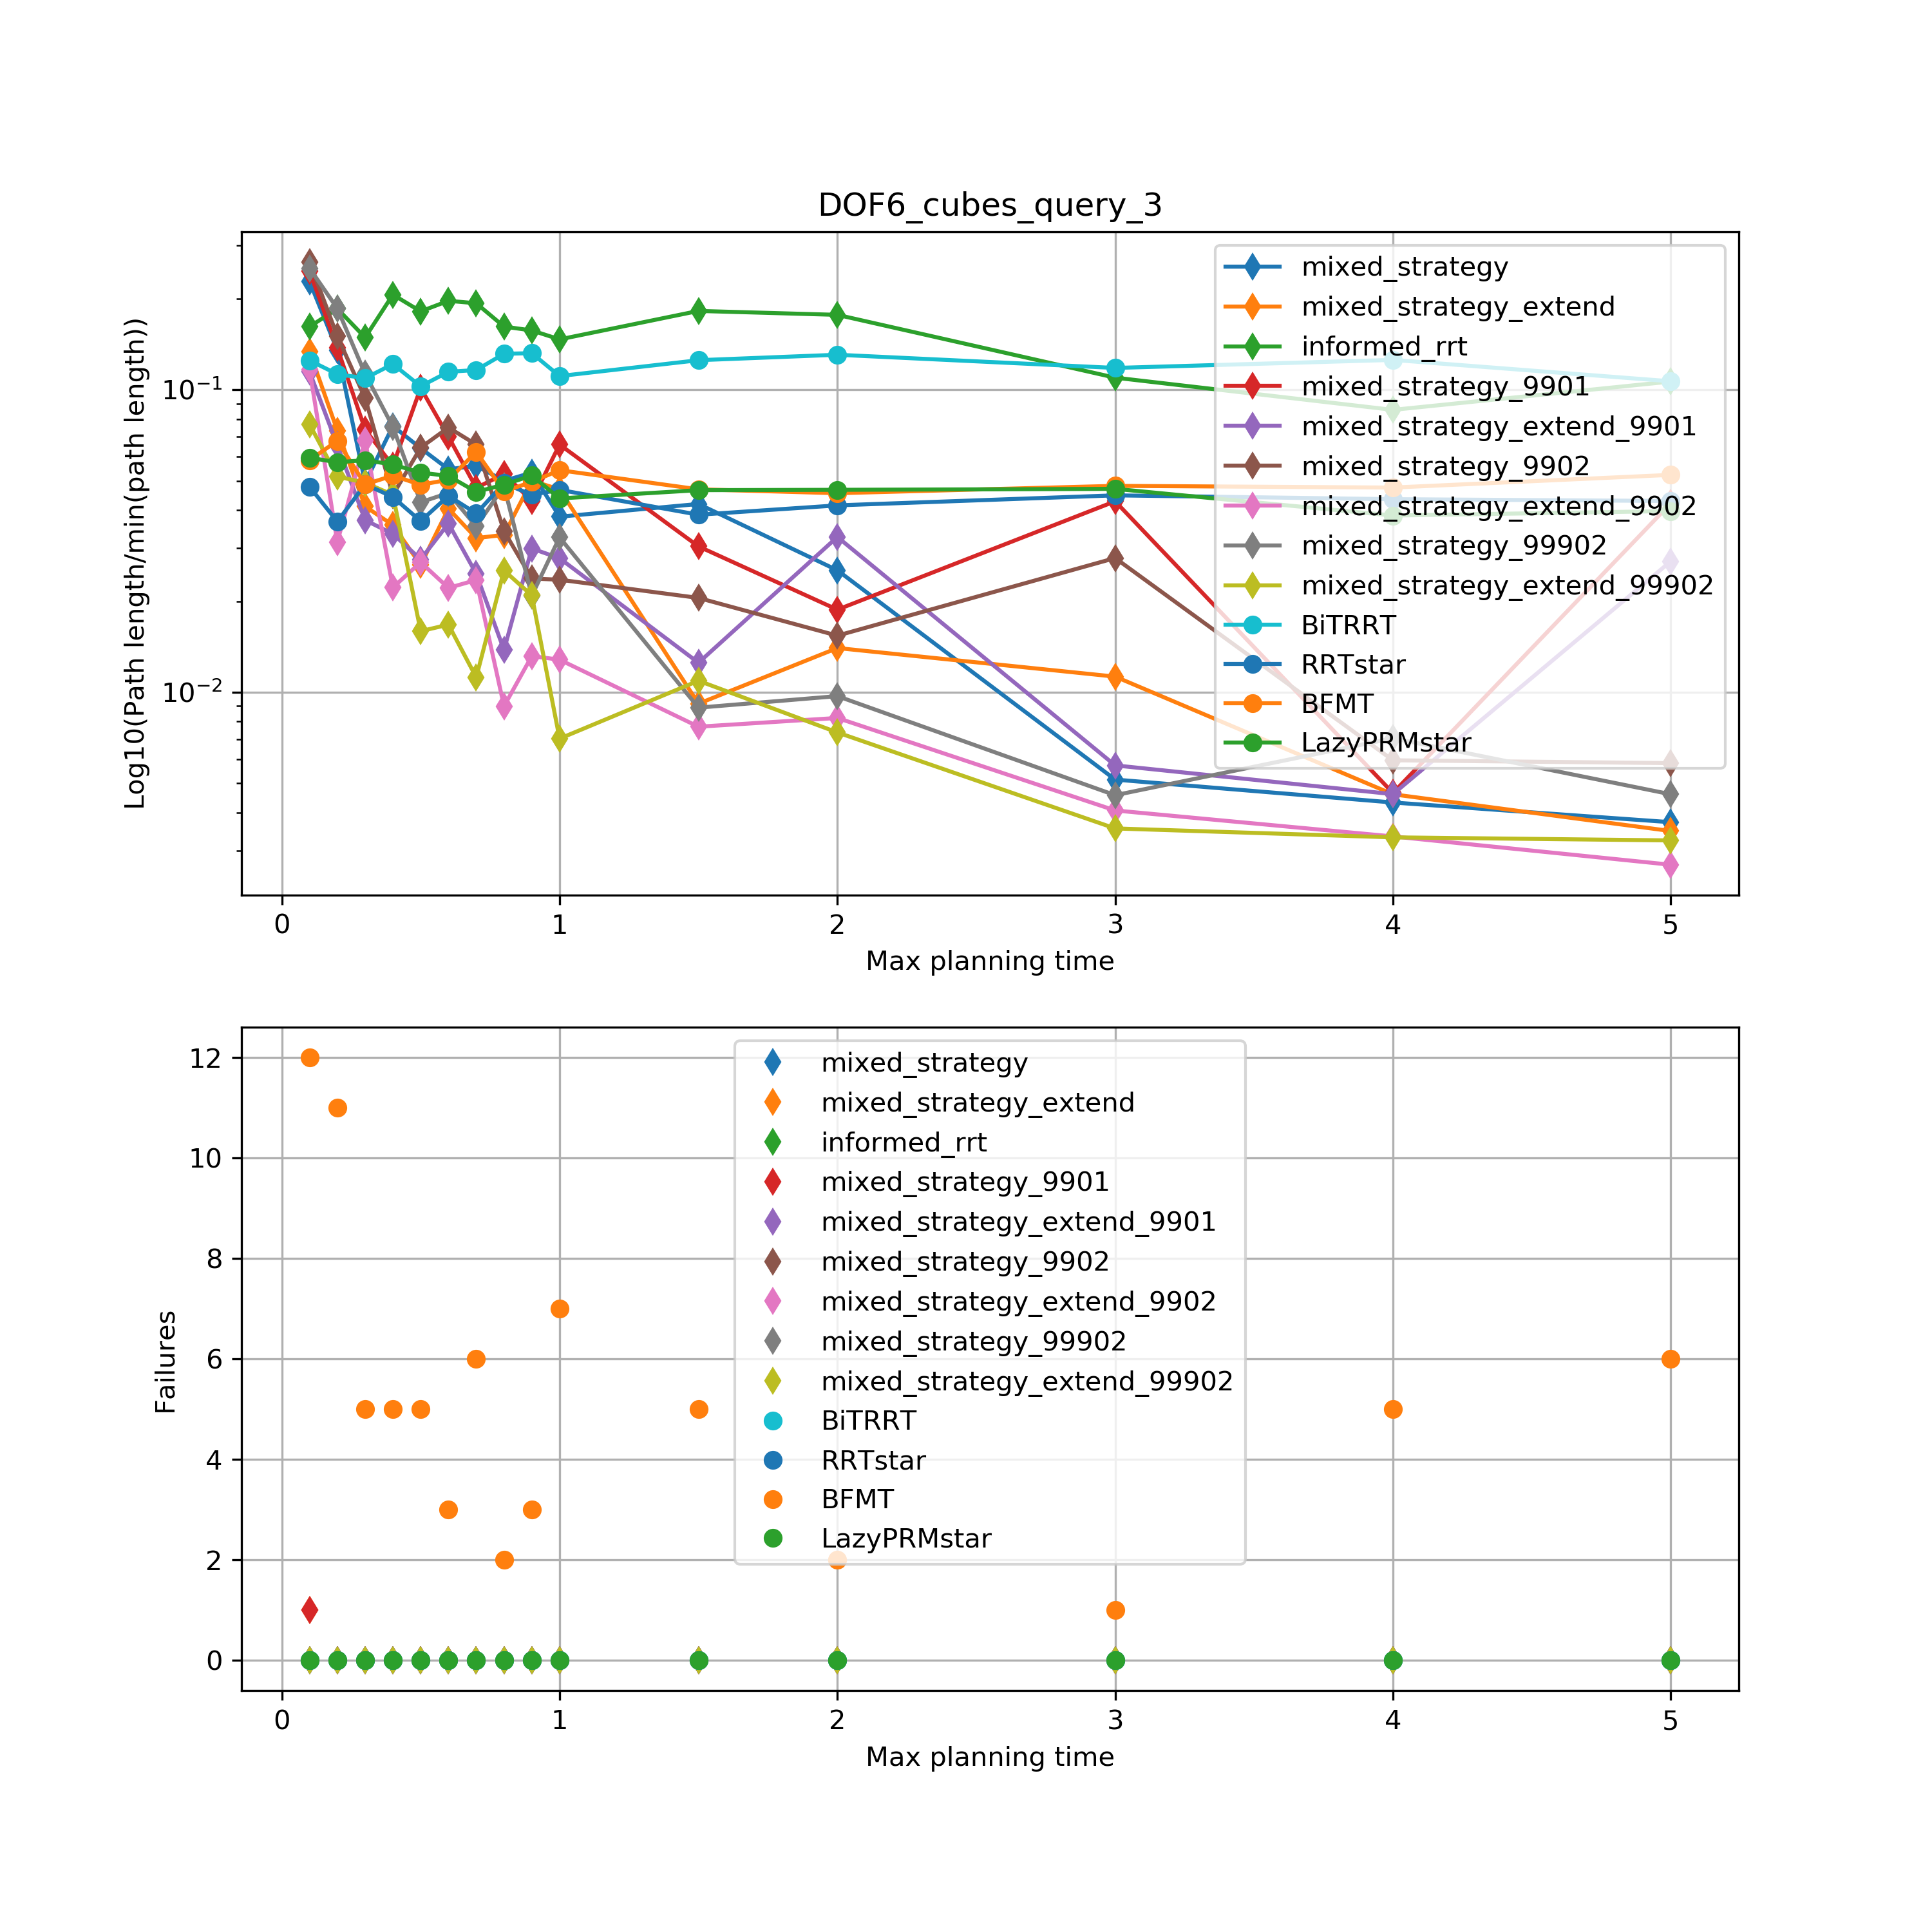 DOF6_cubes_query_3
Log10(Path length/min(path length))
10⁻¹
10⁻²
mixed_strategy
mixed_strategy_extend
informed_rrt
mixed_strategy_9901
mixed_strategy_extend_9901
mixed_strategy_9902
mixed_strategy_extend_9902
mixed_strategy_99902
mixed_strategy_extend_99902
BiTRRT
RRTstar
BFMT
LazyPRMstar
0 1 2 3 4 5
Max planning time
Failures
12
10
8
6
4
2
0
mixed_strategy
mixed_strategy_extend
informed_rrt
mixed_strategy_9901
mixed_strategy_extend_9901
mixed_strategy_9902
mixed_strategy_extend_9902
mixed_strategy_99902
mixed_strategy_extend_99902
BiTRRT
RRTstar
BFMT
LazyPRMstar
0 1 2 3 4 5
Max planning time